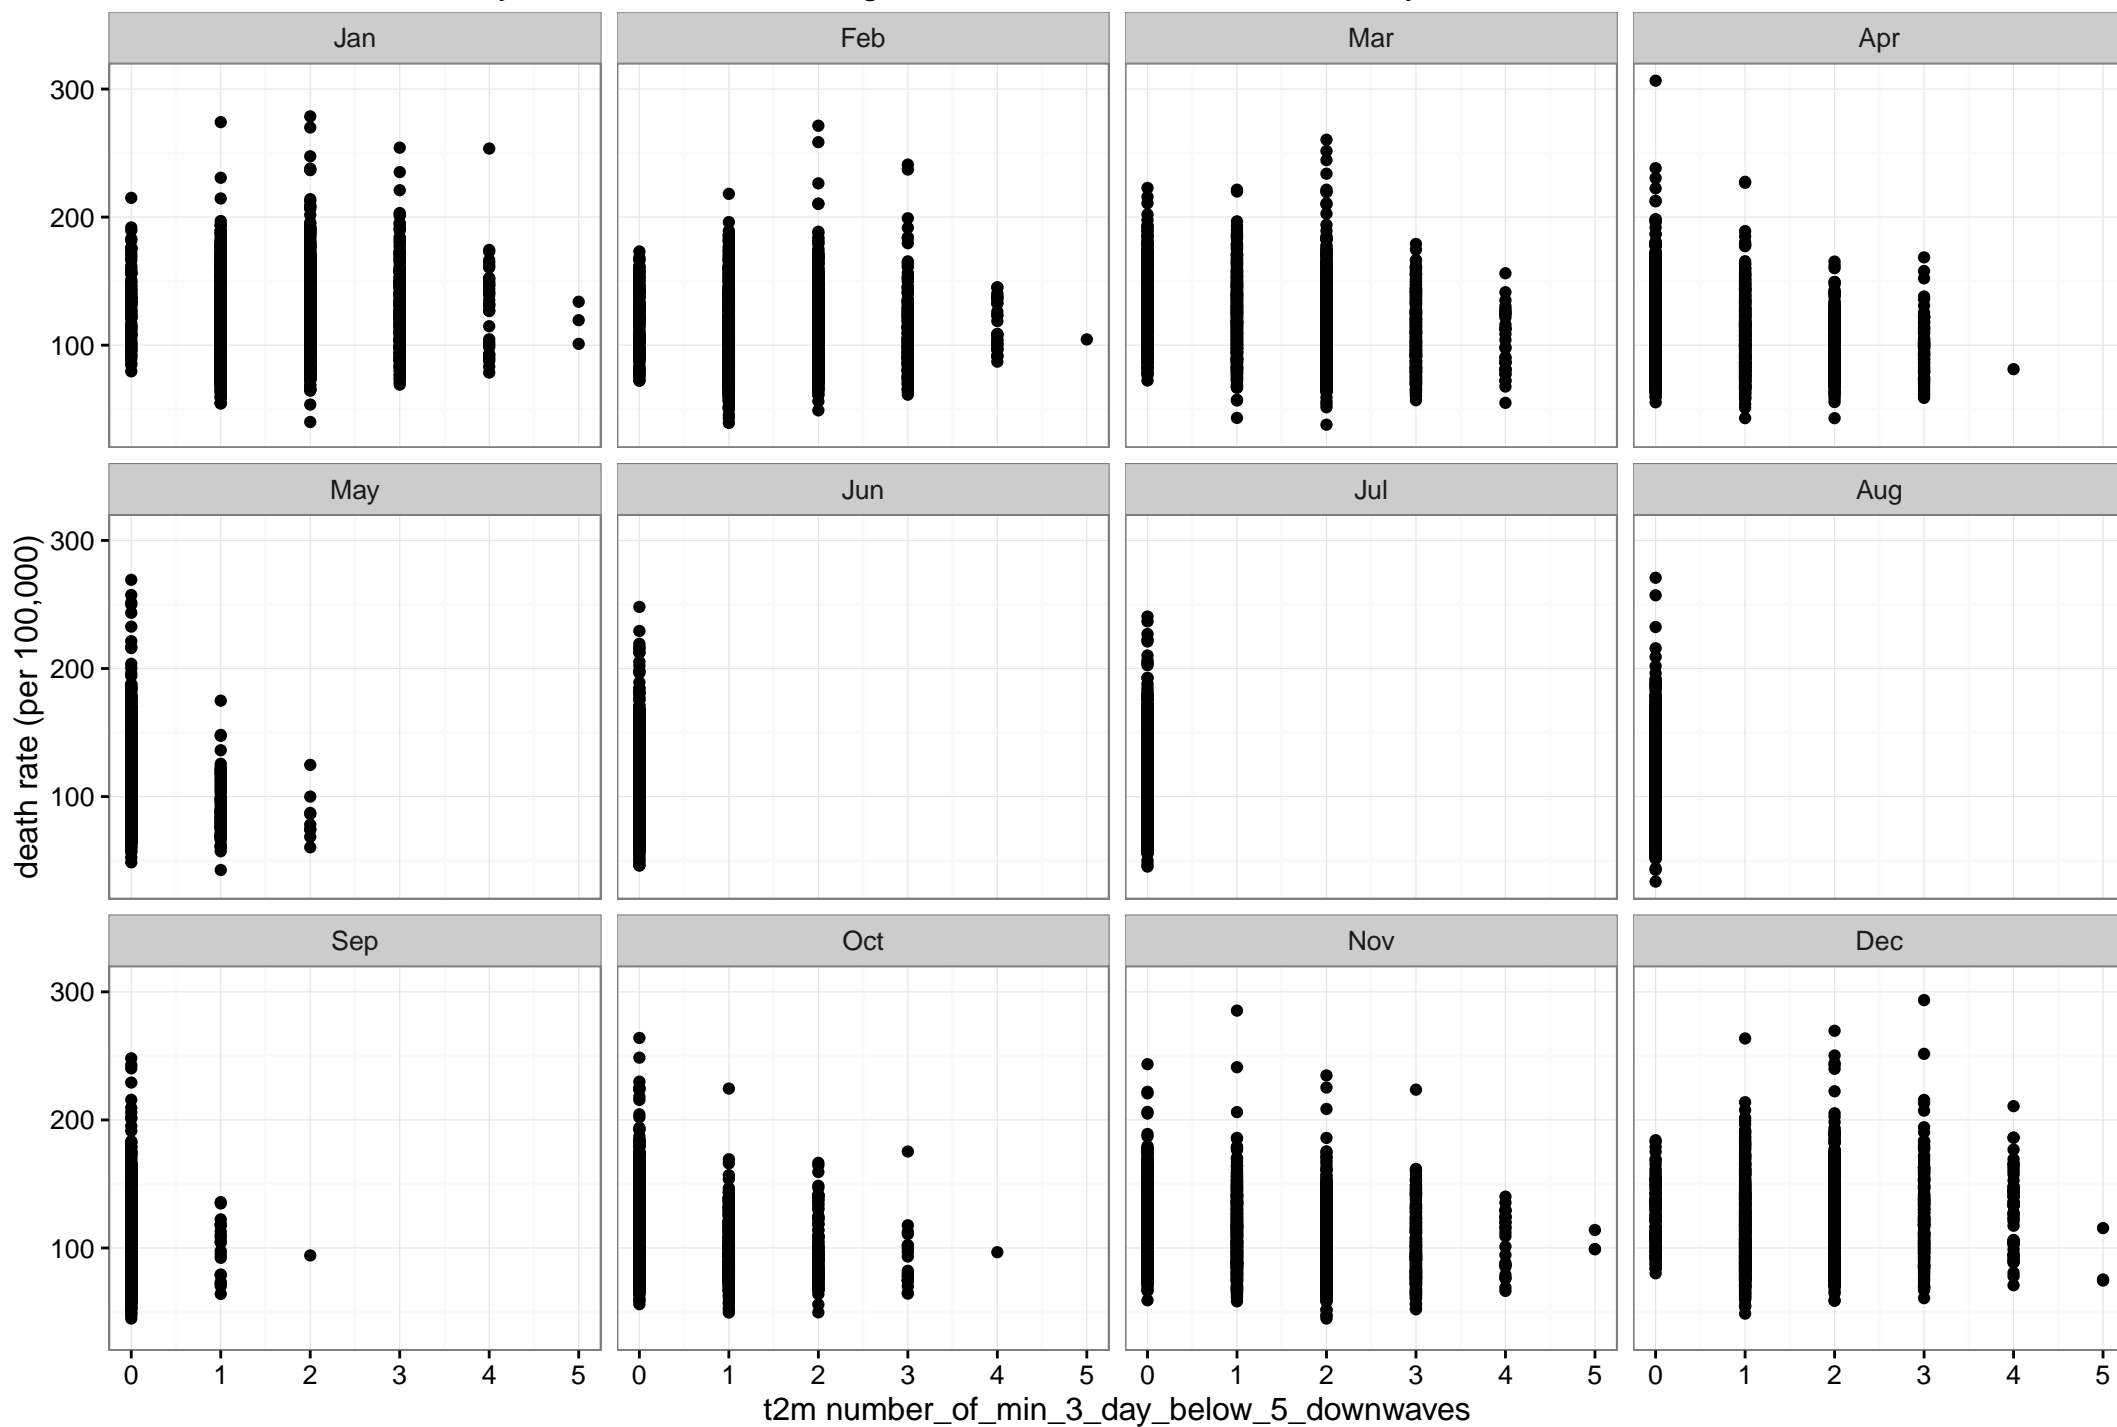 Jan Feb Mar Apr
300
200
100
May Jun Jul Aug
death rate (per 100,000)
300
200
100
Sep Oct Nov Dec
300
200
100
0 1 2 3 4 5 0 1 2 3 4 5 0 1 2 3 4 5 0 1 2 3 4 5
t2m number_of_min_3_day_below_5_downwaves